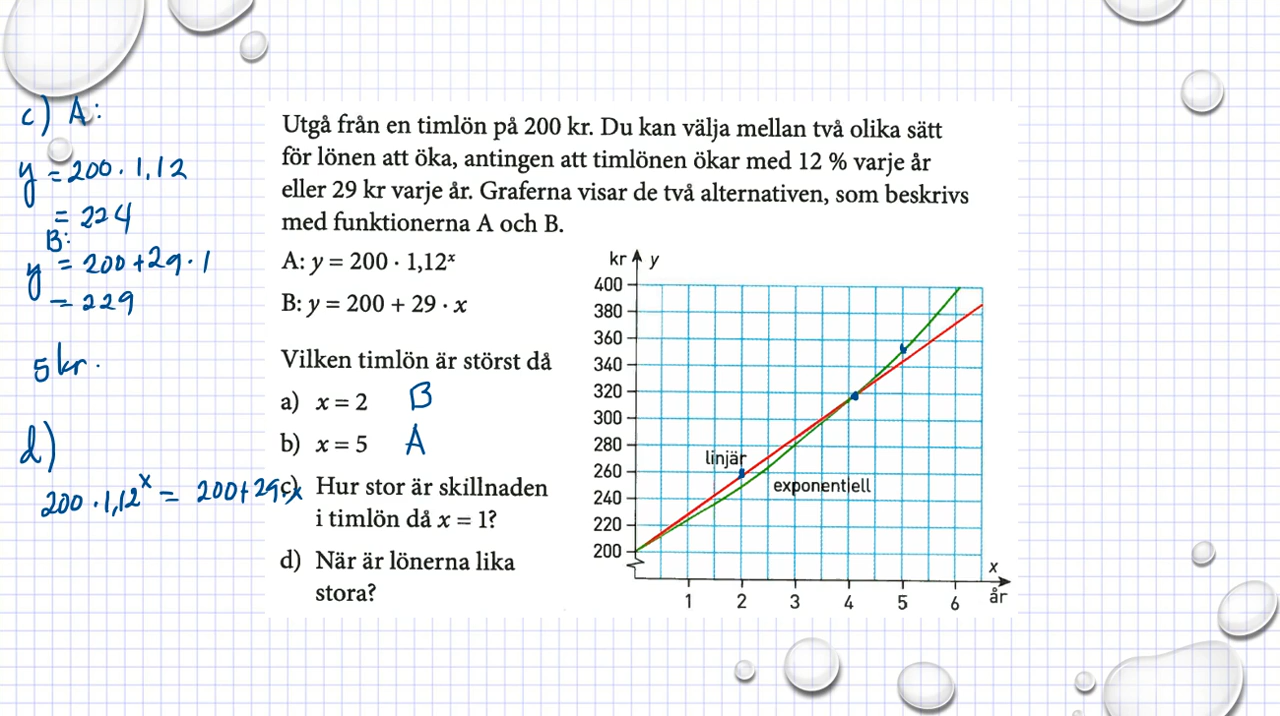 c) A:
y = 200 · 1,12
= 224
B:
y = 200 + 29 · 1
= 229
5 kr.
d)
200 · 1,12^x = 200 + 29x
Utgå från en timlön på 200 kr. Du kan välja mellan två olika sätt
för lönen att öka, antingen att timlönen ökar med 12 % varje år
eller 29 kr varje år. Graferna visar de två alternativen, som beskrivs
med funktionerna A och B.
A: y = 200 · 1,12ˣ
B: y = 200 + 29 · x
Vilken timlön är störst då
a) x = 2 B
b) x = 5 A
c) Hur stor är skillnaden
i timlön då x = 1?
d) När är lönerna lika
stora?
kr y
400
380
360
340
320
300
280
260
240
220
200
linjär
exponentiell
x
1 2 3 4 5 6 år